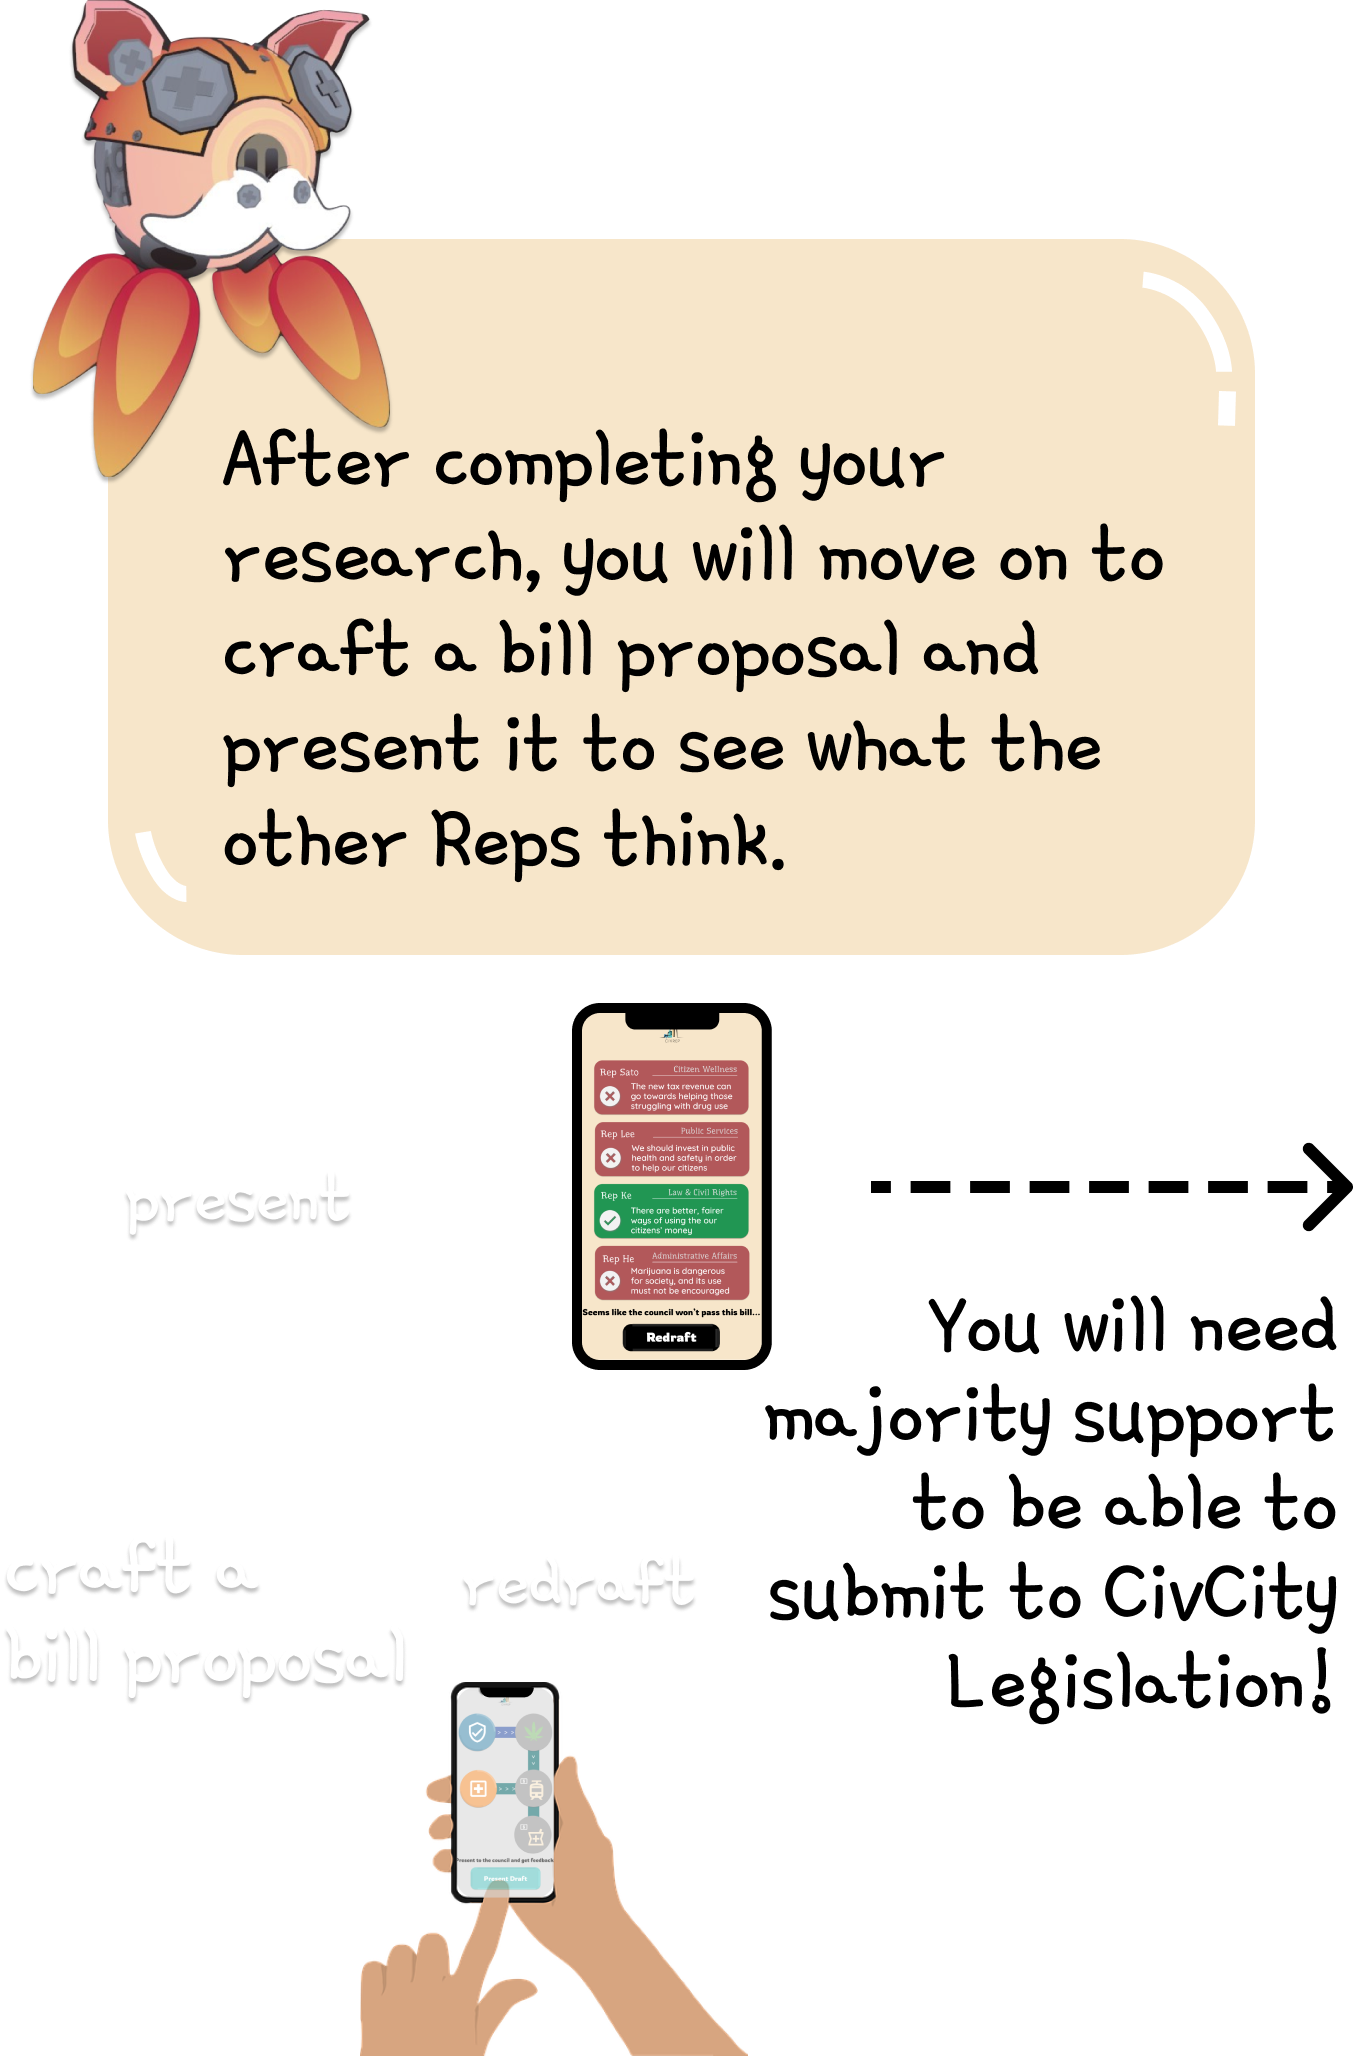 After completing your
research, you will move on to
craft a bill proposal and
present it to see what the
other Reps think.
Rep Sato
Citizen Wellness
The new tax revenue can
go towards helping those
struggling with drug use
Rep Lee
Public Services
We should invest in public
health and safety in order
to help our citizens
Rep Ke
Law & Civil Rights
There are better, fairer
ways of using the our
citizens' money
Rep He
Administrative Affairs
Marijuana is dangerous
for society, and its use
must not be encouraged
Seems like the council won't pass this bill...
Redraft
present
You will need
majority support
to be able to
submit to CivCity
Legislation!
craft a
bill proposal
redraft
Present to the council and get feedback
Present Draft